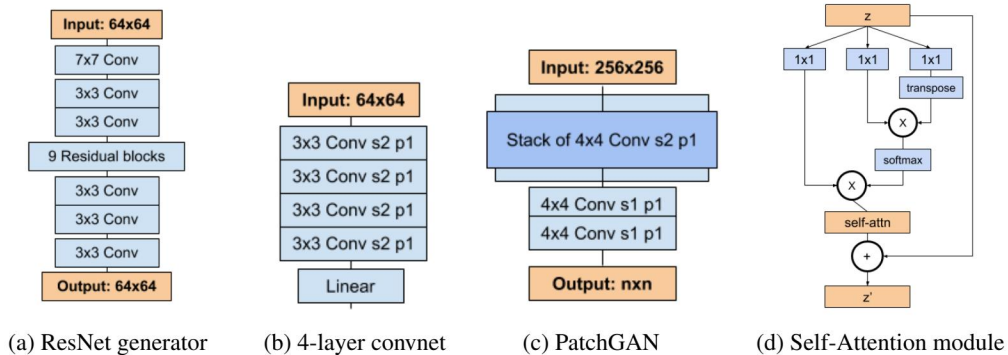 Input: 64x64
7x7 Conv
3x3 Conv
3x3 Conv
9 Residual blocks
3x3 Conv
3x3 Conv
3x3 Conv
Output: 64x64
(a) ResNet generator
Input: 64x64
3x3 Conv s2 p1
3x3 Conv s2 p1
3x3 Conv s2 p1
3x3 Conv s2 p1
Linear
(b) 4-layer convnet
Input: 256x256
Stack of 4x4 Conv s2 p1
4x4 Conv s1 p1
4x4 Conv s1 p1
Output: nxn
(c) PatchGAN
z
1x1 1x1 1x1
transpose
X
softmax
X
self-attn
+
z'
(d) Self-Attention module